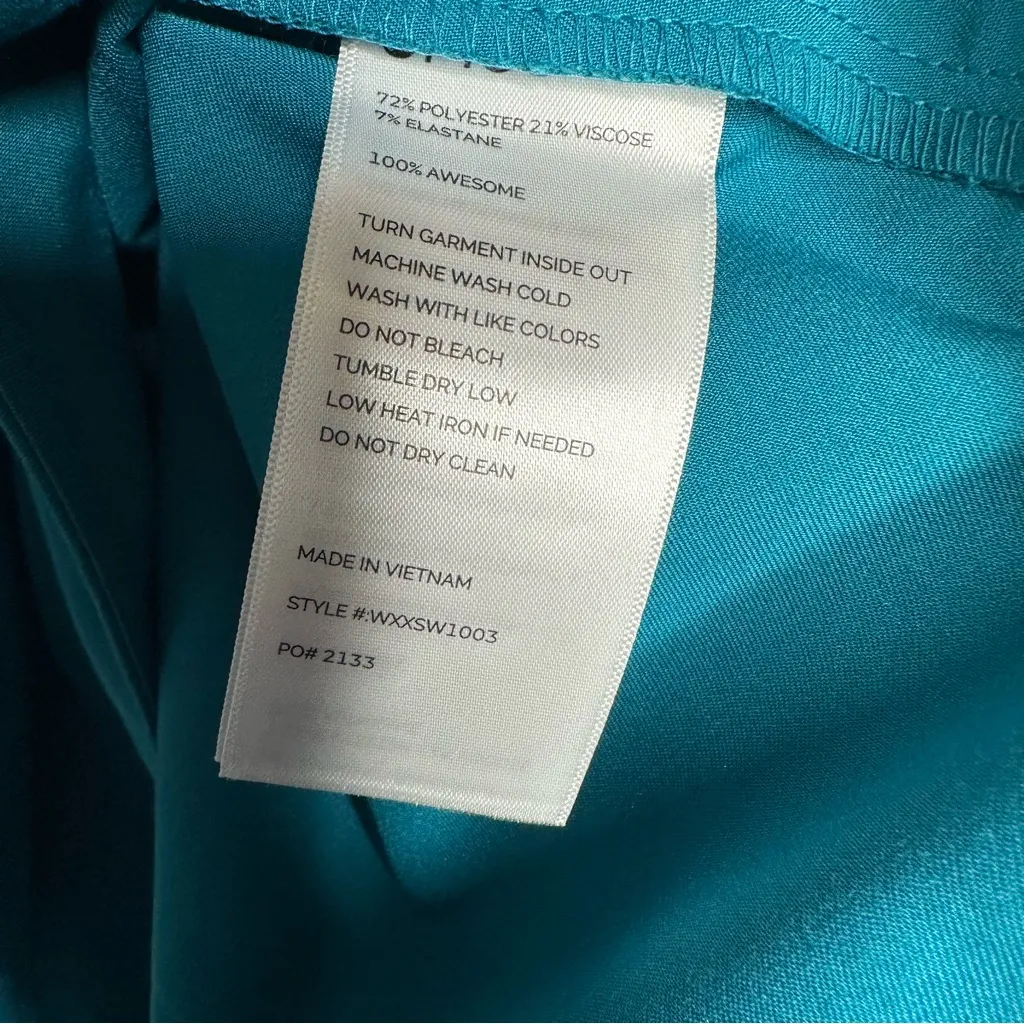 72% POLYESTER 21% VISCOSE
7% ELASTANE
100% AWESOME
TURN GARMENT INSIDE OUT
MACHINE WASH COLD
WASH WITH LIKE COLORS
DO NOT BLEACH
TUMBLE DRY LOW
LOW HEAT IRON IF NEEDED
DO NOT DRY CLEAN
MADE IN VIETNAM
STYLE #:WXXSW1003
PO# 2133